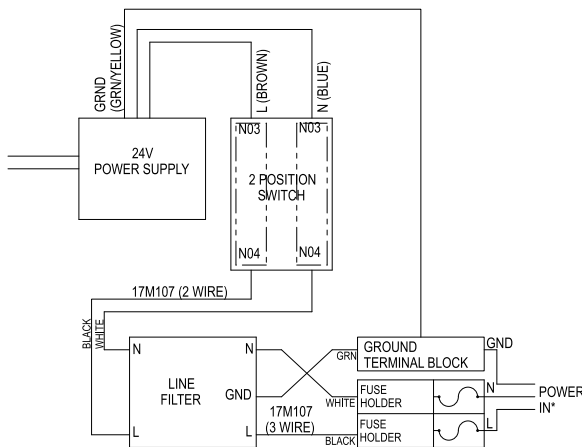 GRND
(GRN/YELLOW)
L (BROWN)
N (BLUE)
24V
POWER SUPPLY
N03
N03
2 POSITION
SWITCH
N04
N04
17M107 (2 WIRE)
BLACK
WHITE
N
N
LINE
FILTER
GND
L
L
17M107
(3 WIRE)
GRN
WHITE
BLACK
GROUND
TERMINAL BLOCK
GND
FUSE
HOLDER
N
FUSE
HOLDER
L
POWER
IN*